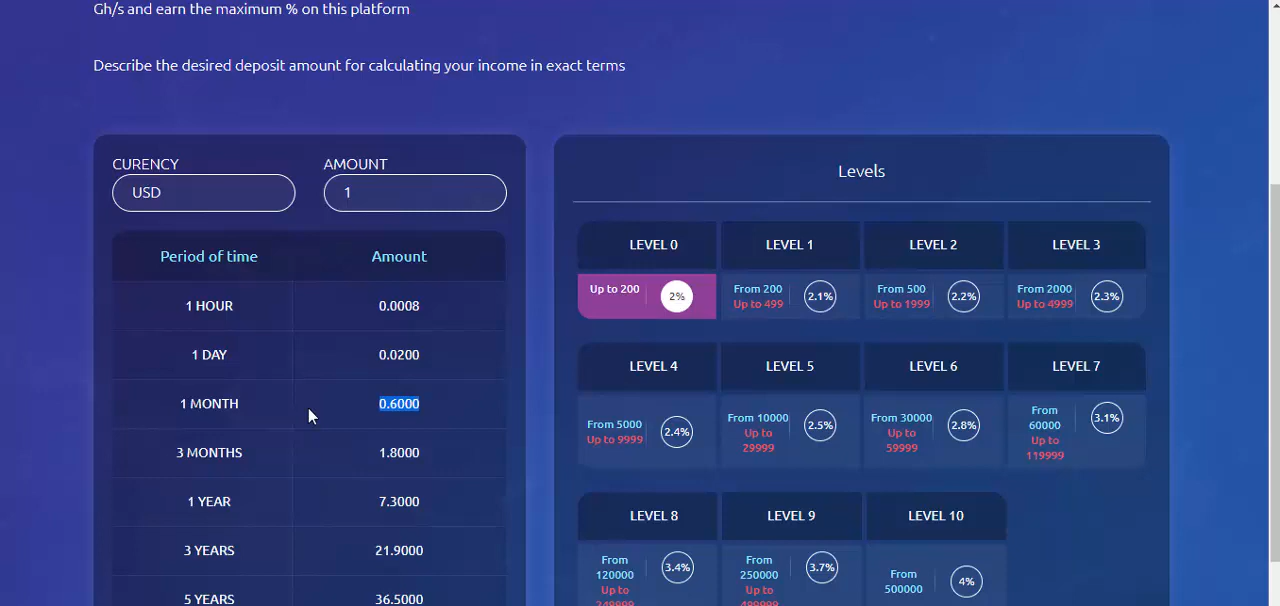 Gh/s and earn the maximum % on this platform
Describe the desired deposit amount for calculating your income in exact terms
CURENCY AMOUNT
USD 1
Period of time Amount
1 HOUR 0.0008
1 DAY 0.0200
1 MONTH 0.6000
3 MONTHS 1.8000
1 YEAR 7.3000
3 YEARS 21.9000
5 YEARS 36.5000
Levels
LEVEL 0 LEVEL 1 LEVEL 2 LEVEL 3
Up to 200 2% From 200 2.1% From 500 2.2% From 2000 2.3%
Up to 499 Up to 1999 Up to 4999
LEVEL 4 LEVEL 5 LEVEL 6 LEVEL 7
From 5000 2.4% From 10000 2.5% From 30000 2.8% From 3.1%
Up to 9999 Up to Up to 60000
29999 59999 Up to
119999
LEVEL 8 LEVEL 9 LEVEL 10
From 3.4% From 3.7% From 4%
120000 250000 500000
Up to Up to